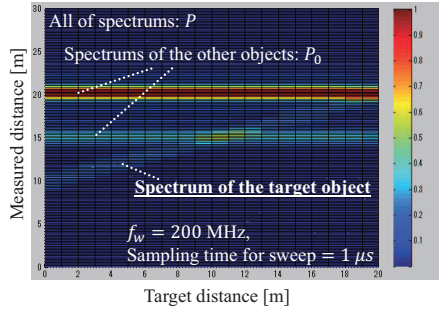 All of spectrums: P
Spectrums of the other objects: P₀
Spectrum of the target object
f_w = 200 MHz,
Sampling time for sweep = 1 μs
Measured distance [m]
30
25
20
15
10
5
0
0 2 4 6 8 10 12 14 16 18 20
Target distance [m]
1
0.9
0.8
0.7
0.6
0.5
0.4
0.3
0.2
0.1